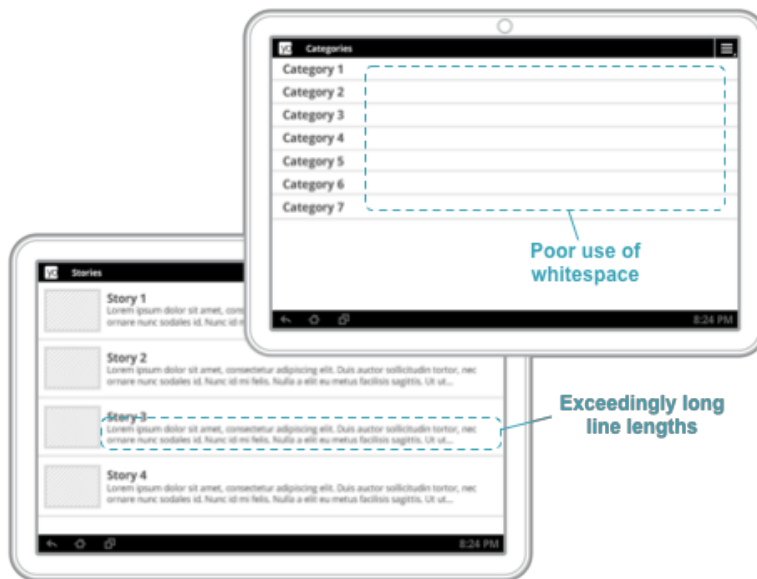 yo Categories
Category 1
Category 2
Category 3
Category 4
Category 5
Category 6
Category 7
Poor use of
whitespace
8:24 PM
yo Stories
Story 1
Lorem ipsum dolor sit amet, cons
ornare nunc sodales id. Nunc id mi
Story 2
Lorem ipsum dolor sit amet, consectetur adipiscing elit. Duis auctor sollicitudin tortor, nec
ornare nunc sodales id. Nunc id mi felis. Nulla a elit eu metus facilisis sagittis. Ut ut...
Story 3
Lorem ipsum dolor sit amet, consectetur adipiscing elit. Duis auctor sollicitudin tortor, nec
ornare nunc sodales id. Nunc id mi felis. Nulla a elit eu metus facilisis sagittis. Ut ut...
Exceedingly long
line lengths
Story 4
Lorem ipsum dolor sit amet, consectetur adipiscing elit. Duis auctor sollicitudin tortor, nec
ornare nunc sodales id. Nunc id mi felis. Nulla a elit eu metus facilisis sagittis. Ut ut...
8:24 PM